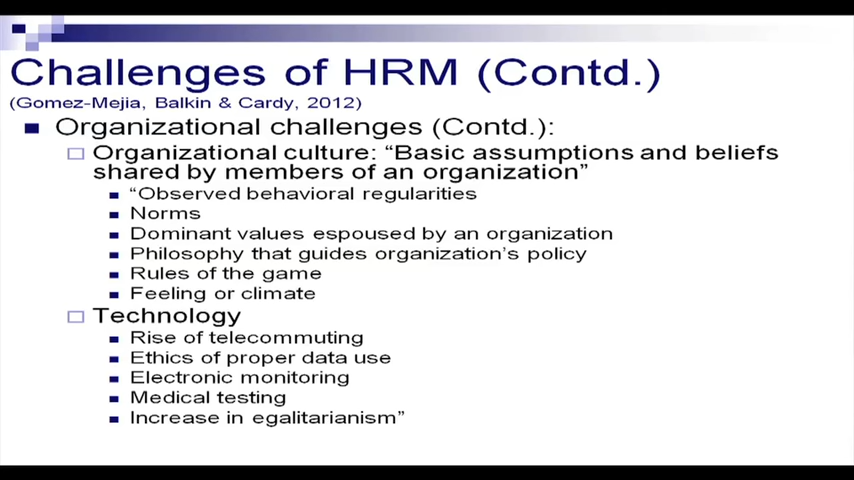 Challenges of HRM (Contd.)
(Gomez-Mejia, Balkin & Cardy, 2012)
Organizational challenges (Contd.):
Organizational culture: “Basic assumptions and beliefs
shared by members of an organization”
“Observed behavioral regularities
Norms
Dominant values espoused by an organization
Philosophy that guides organization’s policy
Rules of the game
Feeling or climate
Technology
Rise of telecommuting
Ethics of proper data use
Electronic monitoring
Medical testing
Increase in egalitarianism”